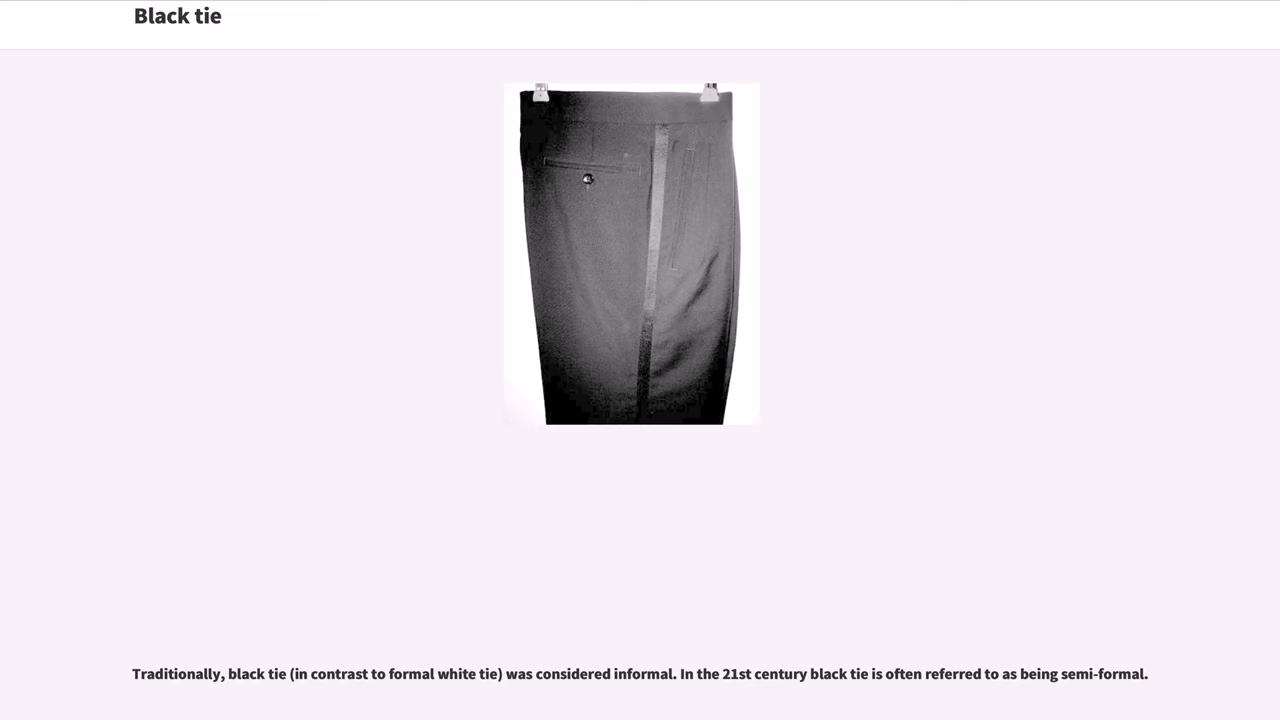 Black tie
Traditionally, black tie (in contrast to formal white tie) was considered informal. In the 21st century black tie is often referred to as being semi-formal.